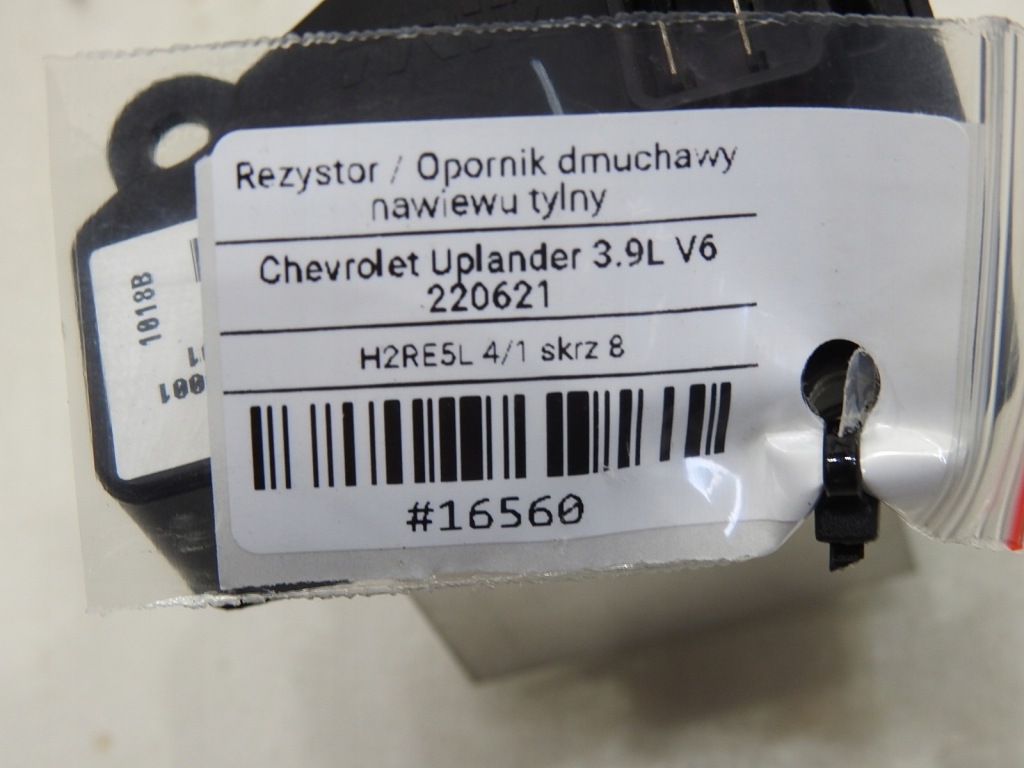 Rezystor / Opornik dmuchawy
nawiewu tylny
Chevrolet Uplander 3.9L V6
220621
H2RE5L 4/1 skrz 8
#16560
1018B